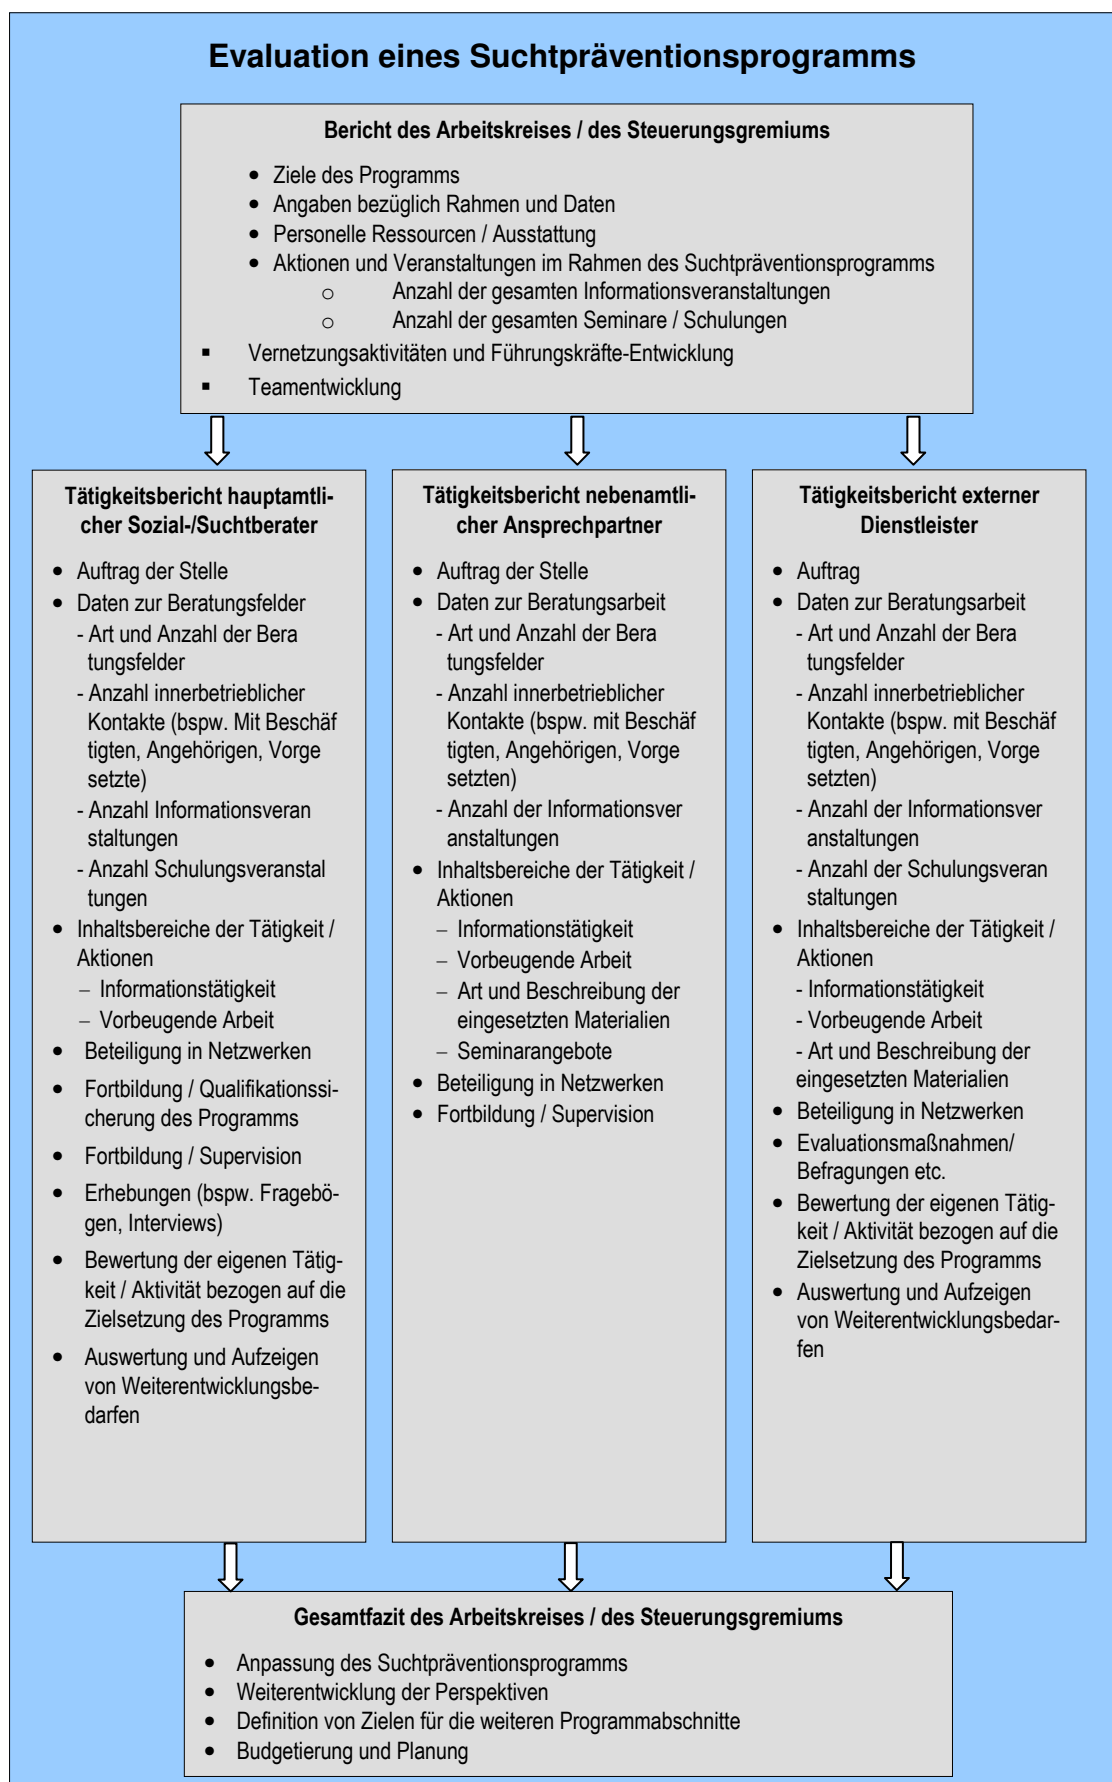 Evaluation eines Suchtpräventionsprogramms
Bericht des Arbeitskreises / des Steuerungsgremiums
• Ziele des Programms
• Angaben bezüglich Rahmen und Daten
• Personelle Ressourcen / Ausstattung
• Aktionen und Veranstaltungen im Rahmen des Suchtpräventionsprogramms
o Anzahl der gesamten Informationsveranstaltungen
o Anzahl der gesamten Seminare / Schulungen
▪ Vernetzungsaktivitäten und Führungskräfte-Entwicklung
▪ Teamentwicklung
Tätigkeitsbericht hauptamtli-
cher Sozial-/Suchtberater
• Auftrag der Stelle
• Daten zur Beratungsfelder
- Art und Anzahl der Bera
tungsfelder
- Anzahl innerbetrieblicher
Kontakte (bspw. Mit Beschäf
tigten, Angehörigen, Vorge
setzte)
- Anzahl Informationsveran
staltungen
- Anzahl Schulungsveranstal
tungen
• Inhaltsbereiche der Tätigkeit /
Aktionen
– Informationstätigkeit
– Vorbeugende Arbeit
• Beteiligung in Netzwerken
• Fortbildung / Qualifikationssi-
cherung des Programms
• Fortbildung / Supervision
• Erhebungen (bspw. Fragebö-
gen, Interviews)
• Bewertung der eigenen Tätig-
keit / Aktivität bezogen auf die
Zielsetzung des Programms
• Auswertung und Aufzeigen
von Weiterentwicklungsbe-
darfen
Tätigkeitsbericht nebenamtli-
cher Ansprechpartner
• Auftrag der Stelle
• Daten zur Beratungsarbeit
- Art und Anzahl der Bera
tungsfelder
- Anzahl innerbetrieblicher
Kontakte (bspw. mit Beschäf
tigten, Angehörigen, Vorge
setzten)
- Anzahl der Informationsver
anstaltungen
• Inhaltsbereiche der Tätigkeit /
Aktionen
– Informationstätigkeit
– Vorbeugende Arbeit
– Art und Beschreibung der
eingesetzten Materialien
– Seminarangebote
• Beteiligung in Netzwerken
• Fortbildung / Supervision
Tätigkeitsbericht externer
Dienstleister
• Auftrag
• Daten zur Beratungsarbeit
- Art und Anzahl der Bera
tungsfelder
- Anzahl innerbetrieblicher
Kontakte (bspw. mit Beschäf
tigten, Angehörigen, Vorge
setzten)
- Anzahl der Informationsver
anstaltungen
- Anzahl der Schulungsveran
staltungen
• Inhaltsbereiche der Tätigkeit /
Aktionen
- Informationstätigkeit
- Vorbeugende Arbeit
- Art und Beschreibung der
eingesetzten Materialien
• Beteiligung in Netzwerken
• Evaluationsmaßnahmen/
Befragungen etc.
• Bewertung der eigenen Tätig-
keit / Aktivität bezogen auf die
Zielsetzung des Programms
• Auswertung und Aufzeigen
von Weiterentwicklungsbedar-
fen
Gesamtfazit des Arbeitskreises / des Steuerungsgremiums
• Anpassung des Suchtpräventionsprogramms
• Weiterentwicklung der Perspektiven
• Definition von Zielen für die weiteren Programmabschnitte
• Budgetierung und Planung